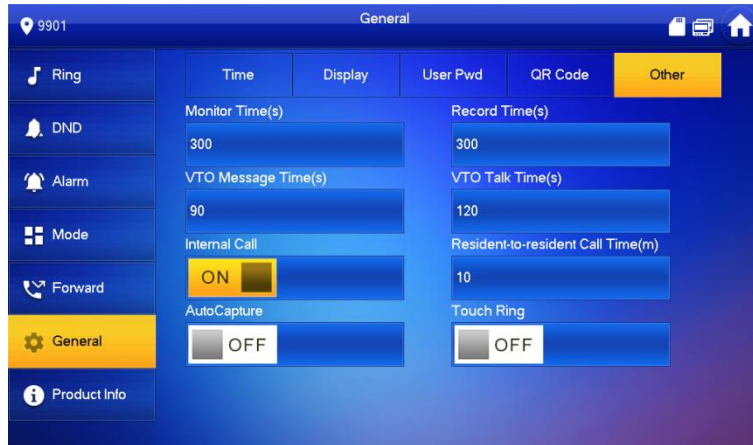 9901
General
Ring
DND
Alarm
Mode
Forward
General
Product Info
Time
Display
User Pwd
QR Code
Other
Monitor Time(s)
Record Time(s)
300
300
VTO Message Time(s)
VTO Talk Time(s)
90
120
Internal Call
Resident-to-resident Call Time(m)
ON
10
AutoCapture
Touch Ring
OFF
OFF